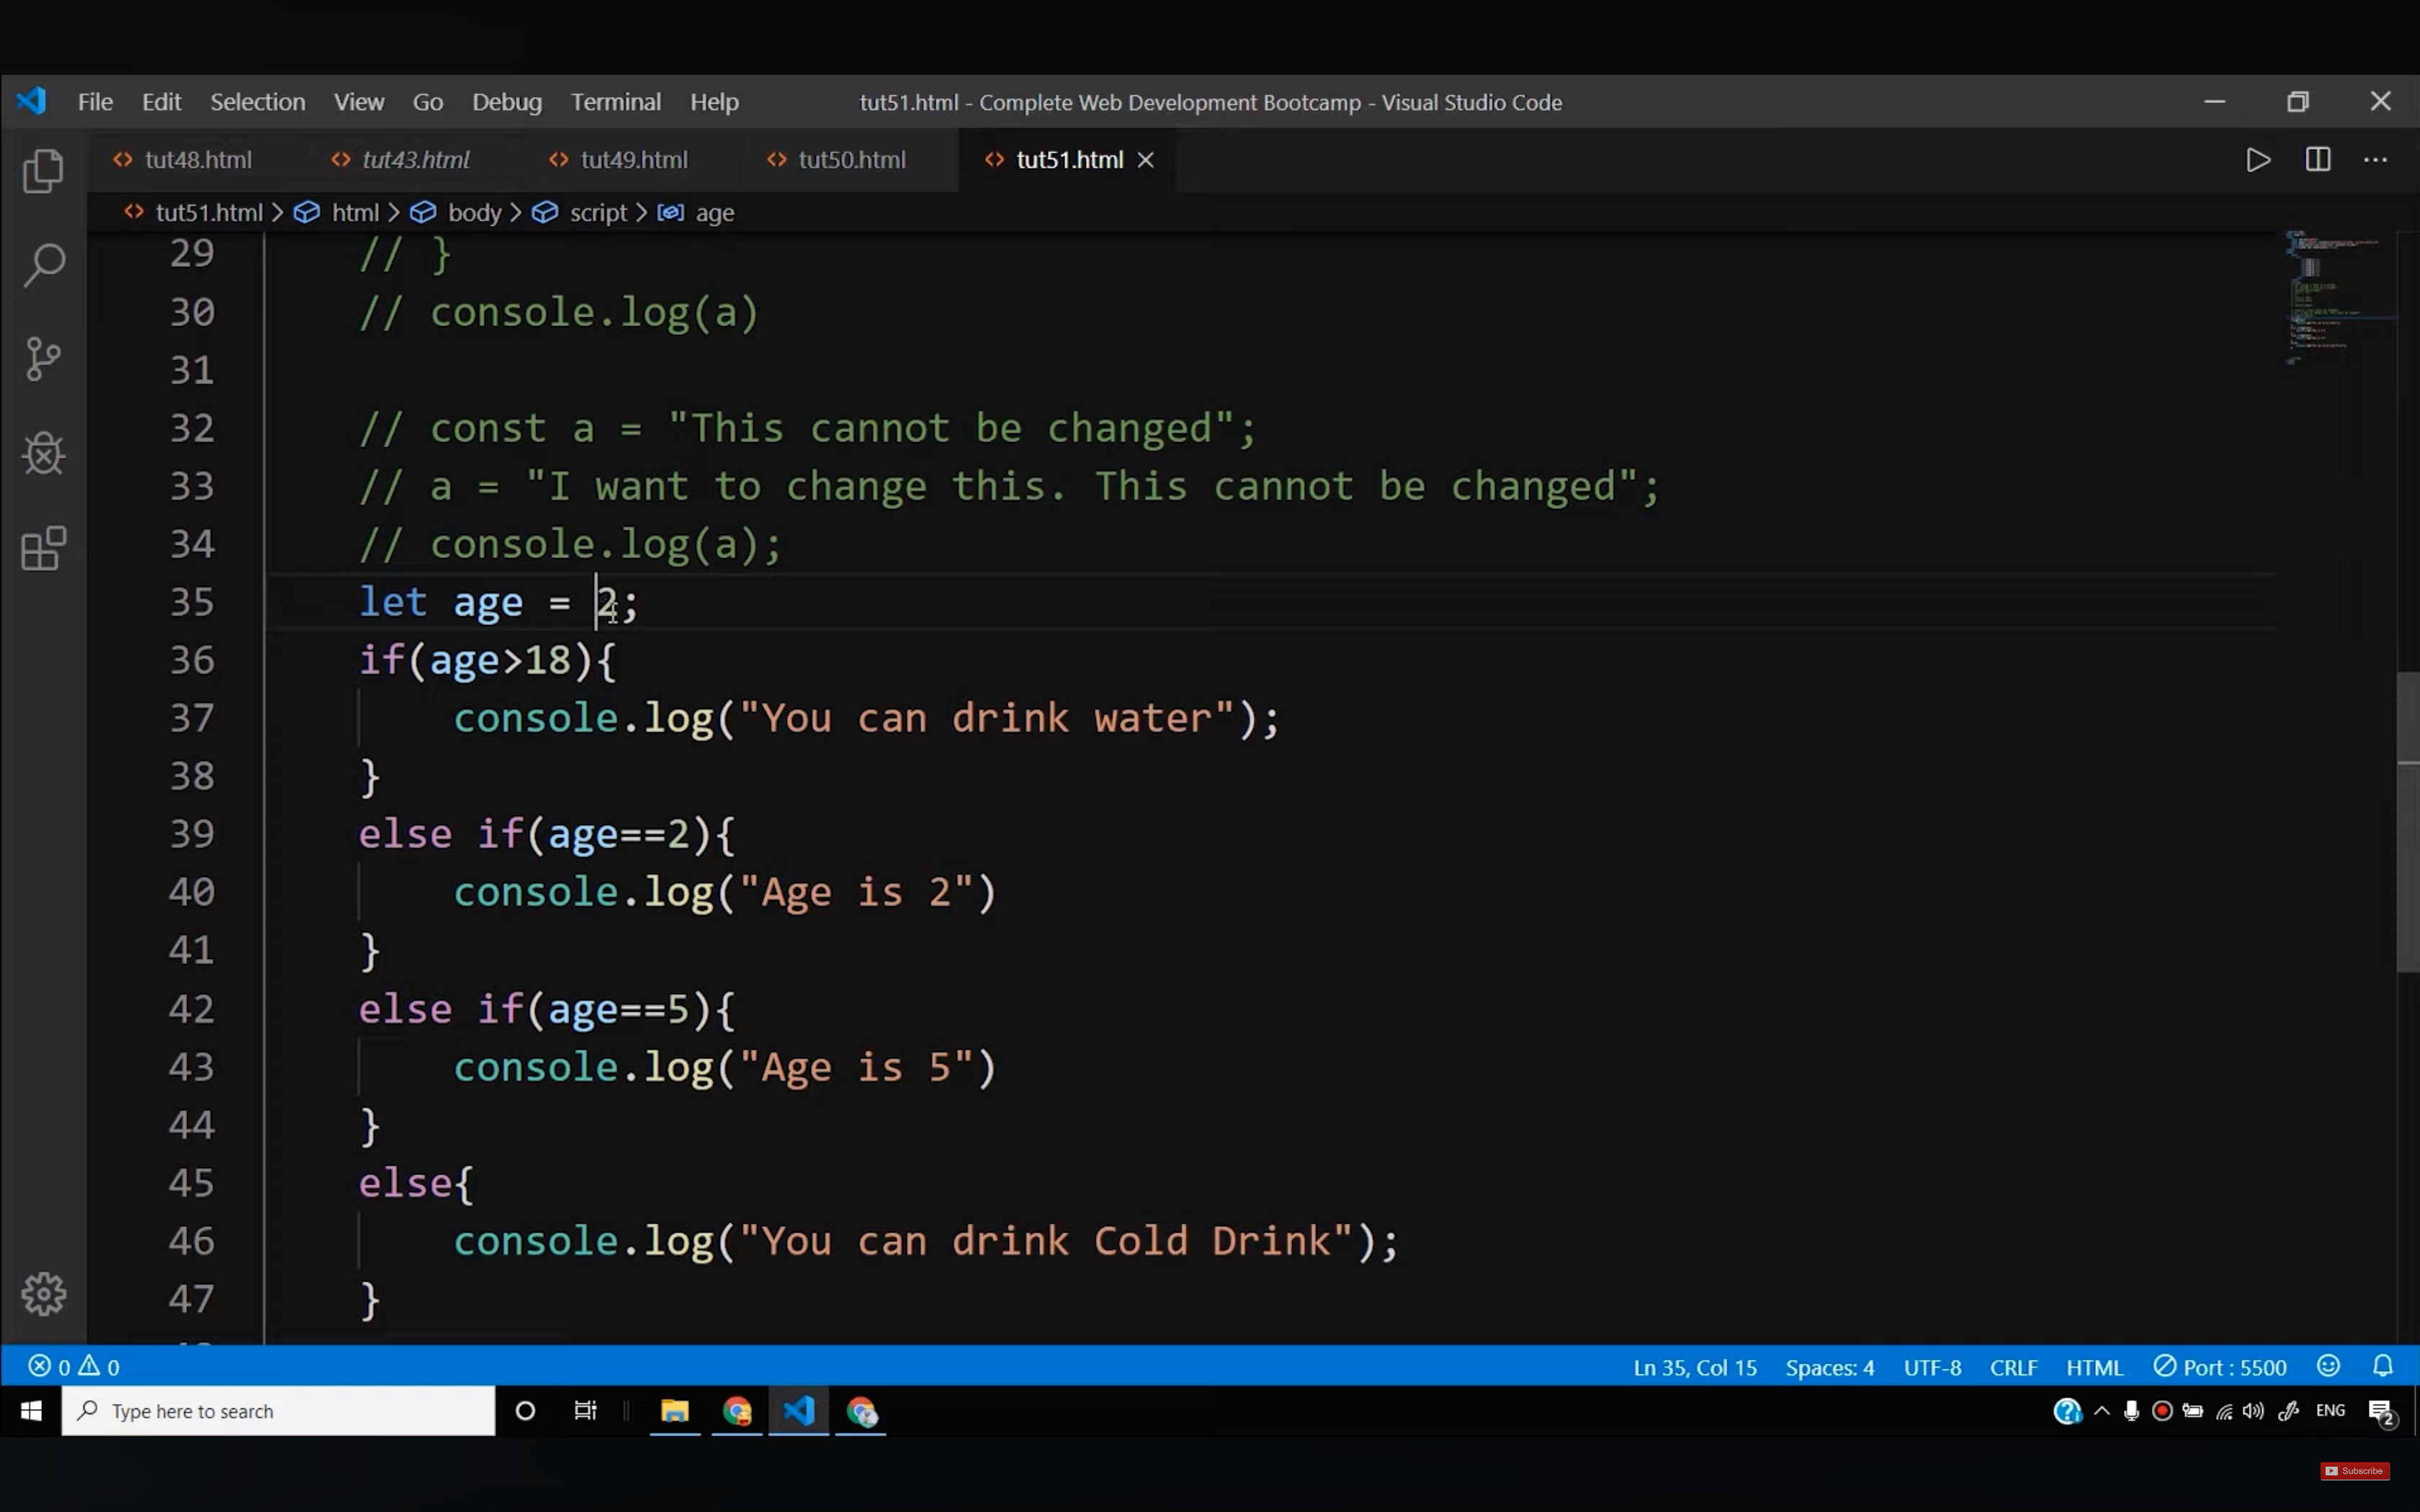 File Edit Selection View Go Debug Terminal Help tut51.html - Complete Web Development Bootcamp - Visual Studio Code
tut48.html tut43.html tut49.html tut50.html tut51.html
tut51.html > html > body > script > age
29 // }
30 // console.log(a)
31
32 // const a = "This cannot be changed";
33 // a = "I want to change this. This cannot be changed";
34 // console.log(a);
35 let age = 2;
36 if(age>18){
37 console.log("You can drink water");
38 }
39 else if(age==2){
40 console.log("Age is 2")
41 }
42 else if(age==5){
43 console.log("Age is 5")
44 }
45 else{
46 console.log("You can drink Cold Drink");
47 }
0 0 Ln 35, Col 15 Spaces: 4 UTF-8 CRLF HTML Port : 5500
Type here to search ENG 2
Subscribe